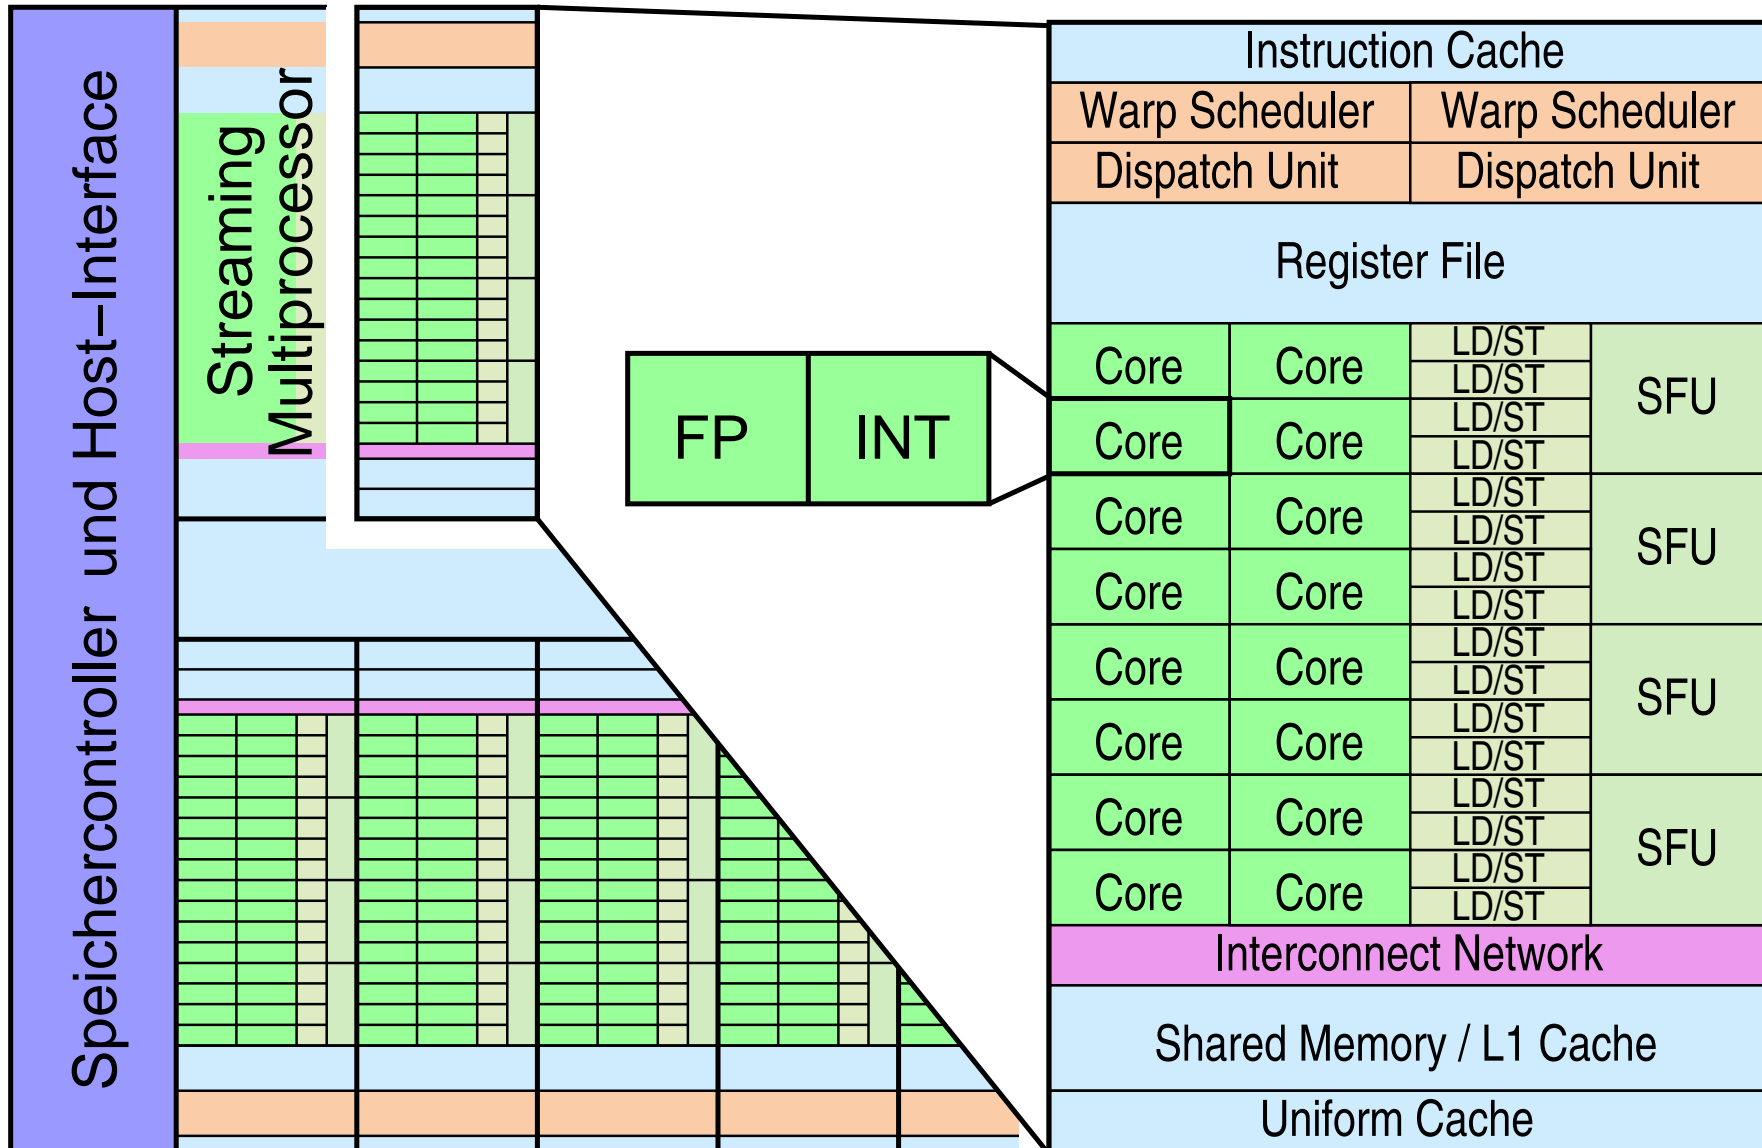 Speichercontroller und Host-Interface
Streaming
Multiprocessor
FP INT
Instruction Cache
Warp Scheduler Warp Scheduler
Dispatch Unit Dispatch Unit
Register File
Core Core LD/ST SFU
LD/ST
Core Core LD/ST
LD/ST
Core Core LD/ST SFU
LD/ST
Core Core LD/ST
LD/ST
Core Core LD/ST SFU
LD/ST
Core Core LD/ST
LD/ST
Core Core LD/ST SFU
LD/ST
Core Core LD/ST
LD/ST
Interconnect Network
Shared Memory / L1 Cache
Uniform Cache